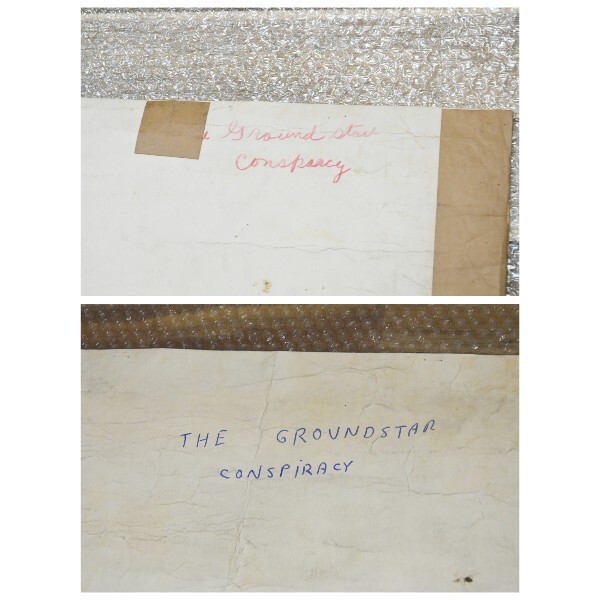 Ground star
Conspiracy
THE GROUNDSTAR
CONSPIRACY